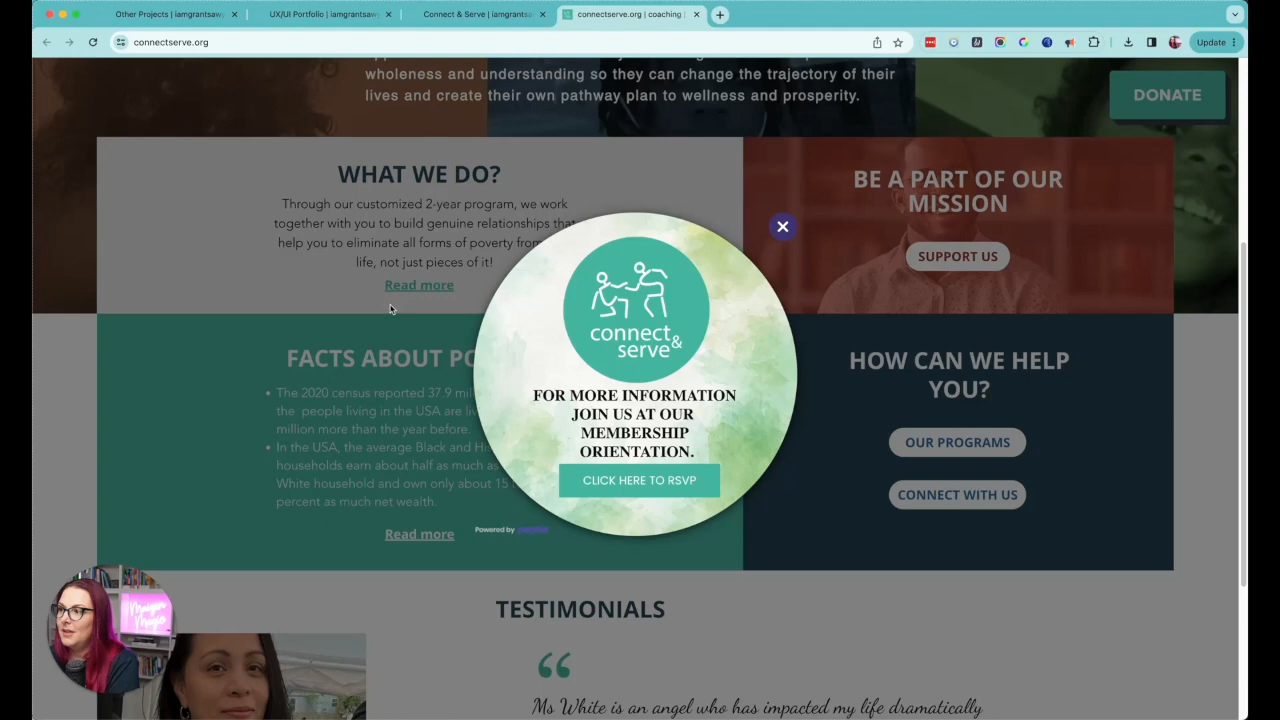 Other Projects | iamgrantsaw
UX/UI Portfolio | iamgrantsaw
Connect & Serve | iamgrantsa
connectserve.org | coaching |
connectserve.org
Update
wholeness and understanding so they can change the trajectory of their
lives and create their own pathway plan to wellness and prosperity.
DONATE
WHAT WE DO?
Through our customized 2-year program, we work
together with you to build genuine relationships that
help you to eliminate all forms of poverty from
life, not just pieces of it!
Read more
BE A PART OF OUR
MISSION
SUPPORT US
connect &
serve
FOR MORE INFORMATION
JOIN US AT OUR
MEMBERSHIP
ORIENTATION.
CLICK HERE TO RSVP
Powered by
FACTS ABOUT PO
The 2020 census reported 37.9 mil
the people living in the USA are liv
million more than the year before.
In the USA, the average Black and Hi
households earn about half as much as
White household and own only about 15
percent as much net wealth.
Read more
HOW CAN WE HELP
YOU?
OUR PROGRAMS
CONNECT WITH US
TESTIMONIALS
“
Ms White is an angel who has impacted my life dramatically